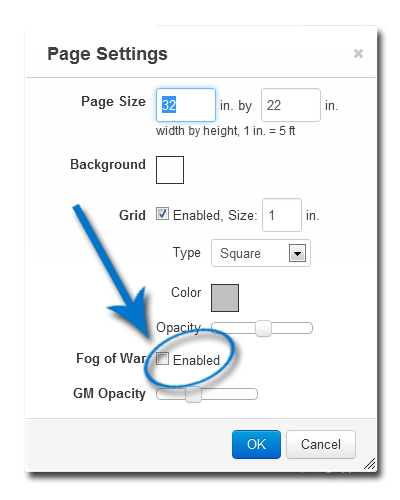 Page Settings ×
Page Size 32 in. by 22 in.
width by height, 1 in. = 5 ft
Background
Grid Enabled, Size: 1 in.
Type Square
Color
Opacity
Fog of War Enabled
GM Opacity
OK Cancel